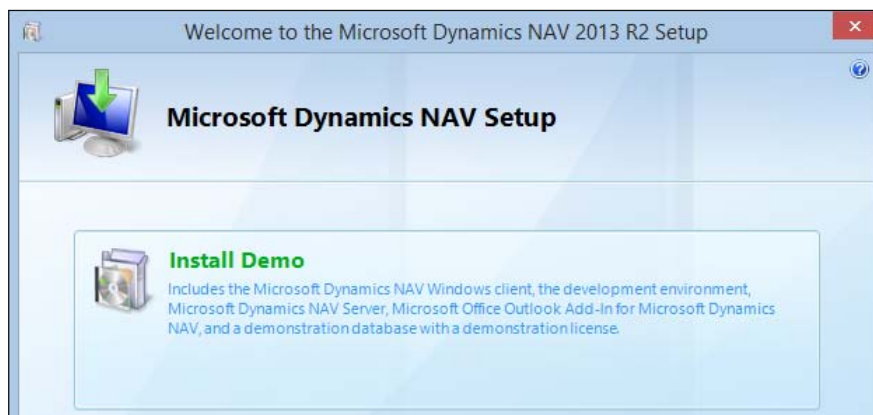 Welcome to the Microsoft Dynamics NAV 2013 R2 Setup
Microsoft Dynamics NAV Setup
Install Demo
Includes the Microsoft Dynamics NAV Windows client, the development environment,
Microsoft Dynamics NAV Server, Microsoft Office Outlook Add-In for Microsoft Dynamics
NAV, and a demonstration database with a demonstration license.